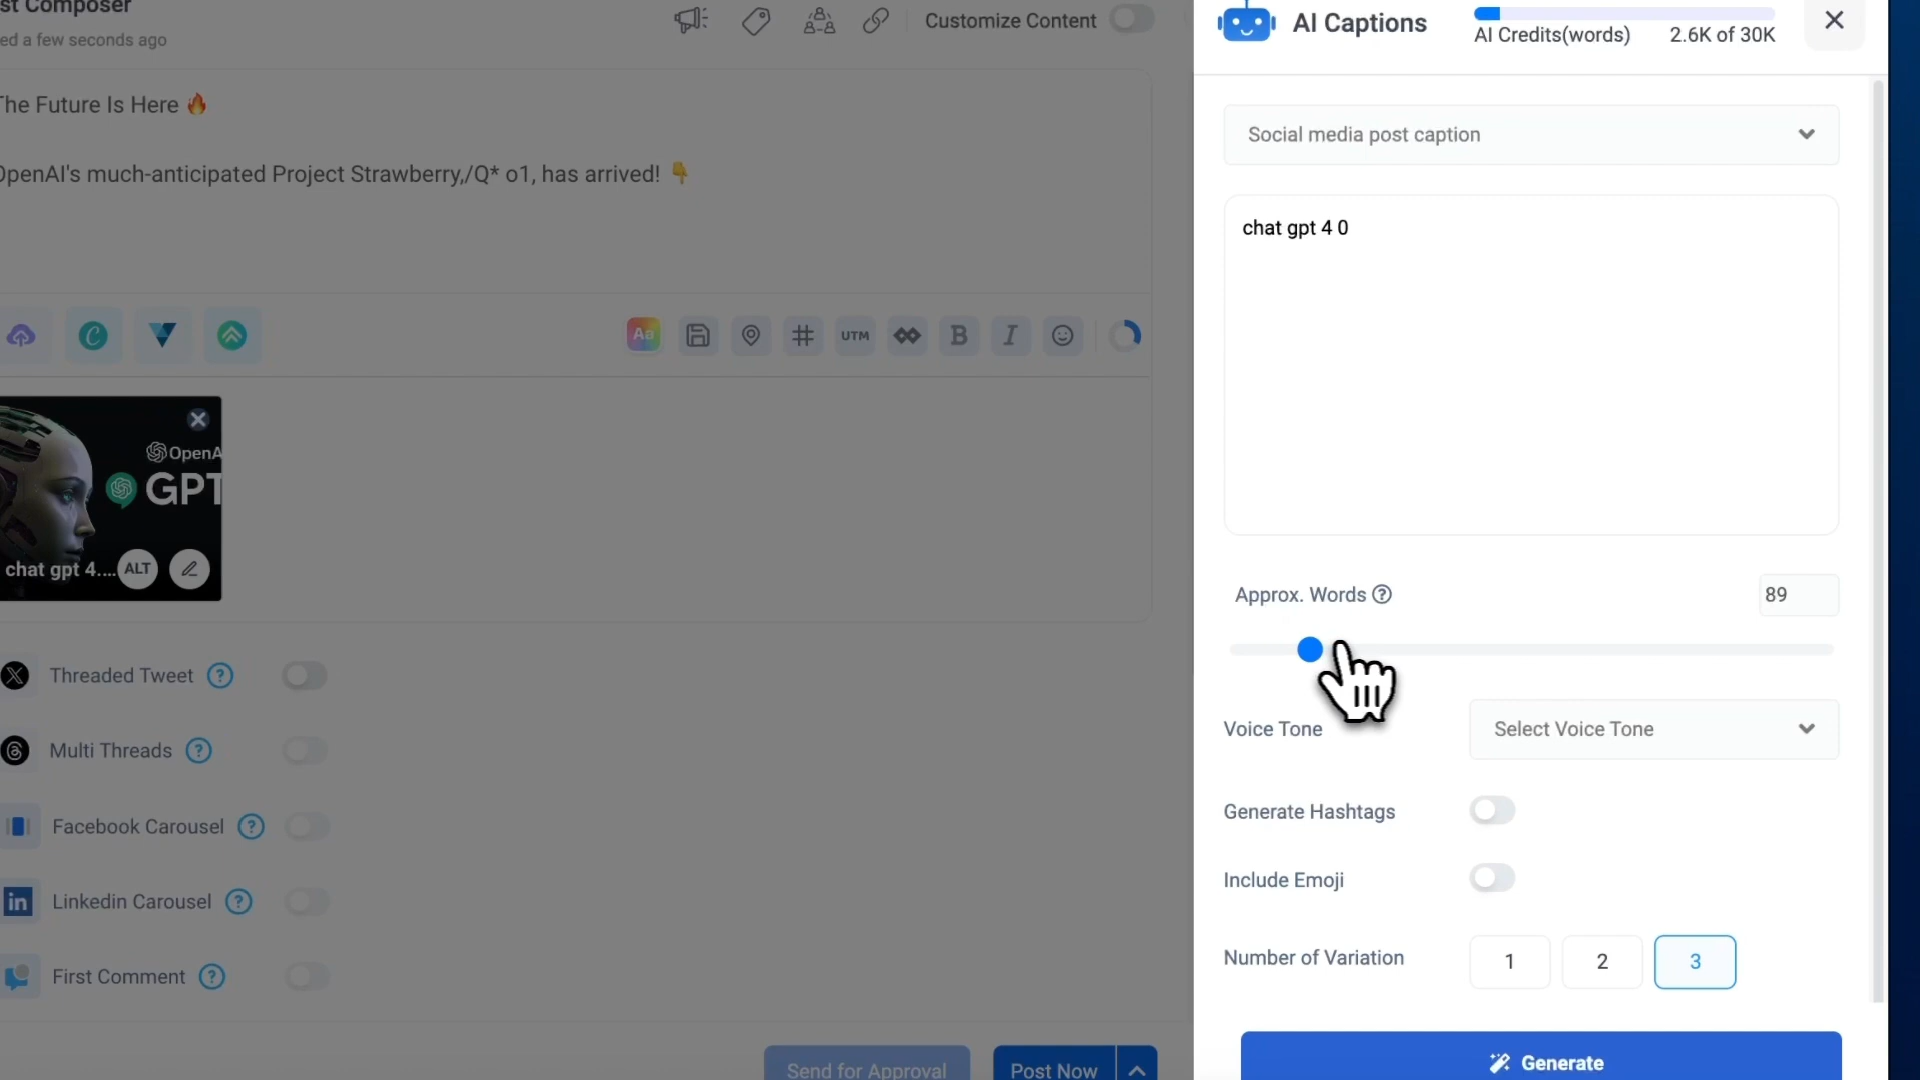 st Composer
ed a few seconds ago
Customize Content
The Future Is Here 🔥
OpenAI's much-anticipated Project Strawberry,/Q* o1, has arrived! 👇
Aa
UTM
B
I
OpenA
GPT
chat gpt 4....
ALT
Threaded Tweet ?
Multi Threads ?
Facebook Carousel ?
in
Linkedin Carousel ?
First Comment ?
Send for Approval
Post Now
AI Captions
AI Credits(words)
2.6K of 30K
Social media post caption
chat gpt 4 0
Approx. Words ?
89
Voice Tone
Select Voice Tone
Generate Hashtags
Include Emoji
Number of Variation
1
2
3
Generate